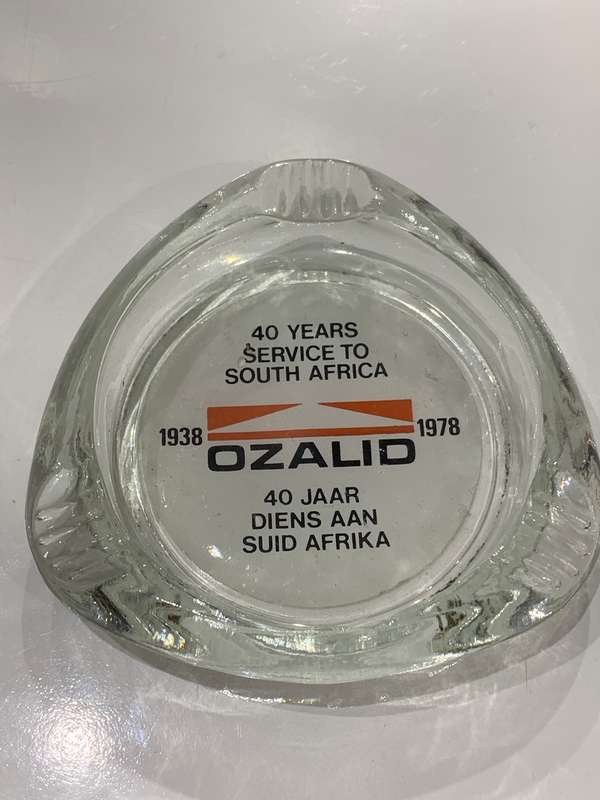 40 YEARS
SERVICE TO
SOUTH AFRICA
1938 1978
OZALID
40 JAAR
DIENS AAN
SUID AFRIKA